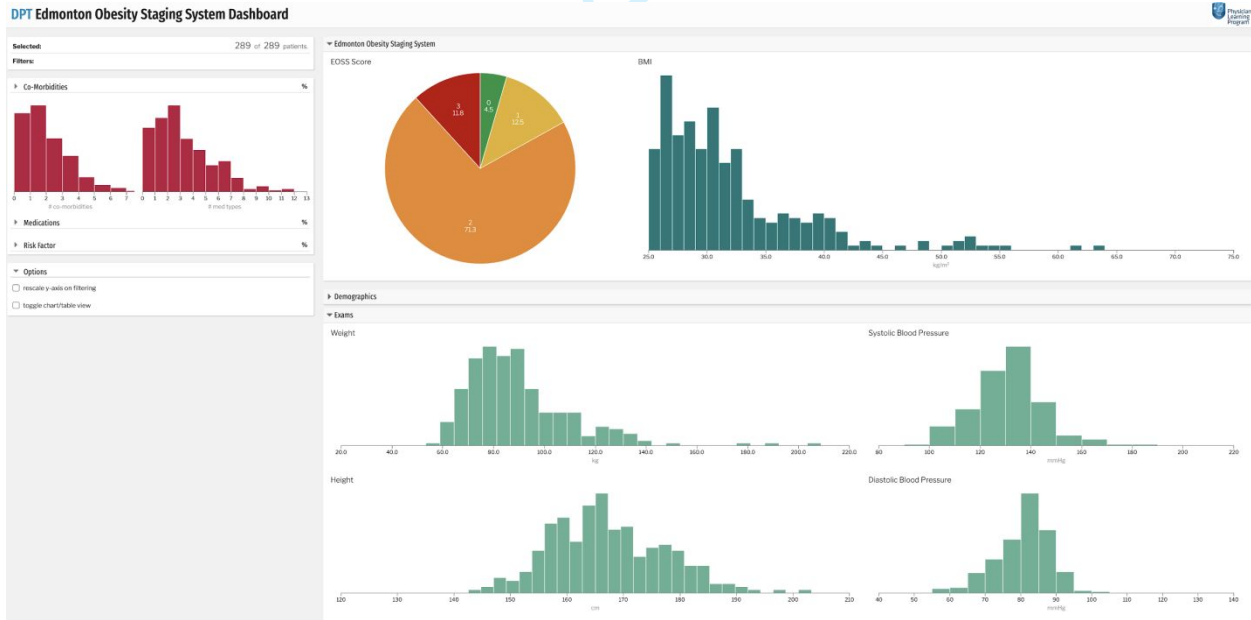 DPT Edmonton Obesity Staging System Dashboard
Physician
Learning
Program
Selected: 289 of 289 patients
Filters:
Co-Morbidities %
0 1 2 3 4 5 6 7
# co-morbidities
0 1 2 3 4 5 6 7 8 9 10 11 12 13
# med types
Medications %
Risk Factor %
Options
rescale y-axis on filtering
toggle chart/table view
Edmonton Obesity Staging System
EOSS Score
3
11.8
0
4.5
1
12.5
2
71.3
BMI
25.0 30.0 35.0 40.0 45.0 50.0 55.0 60.0 65.0 70.0 75.0
kg/m²
Demographics
Exams
Weight
20.0 40.0 60.0 80.0 100.0 120.0 140.0 160.0 180.0 200.0 220.0
kg
Systolic Blood Pressure
80 100 120 140 160 180 200 220
mmHg
Height
120 130 140 150 160 170 180 190 200 210
cm
Diastolic Blood Pressure
40 50 60 70 80 90 100 110 120 130 140
mmHg